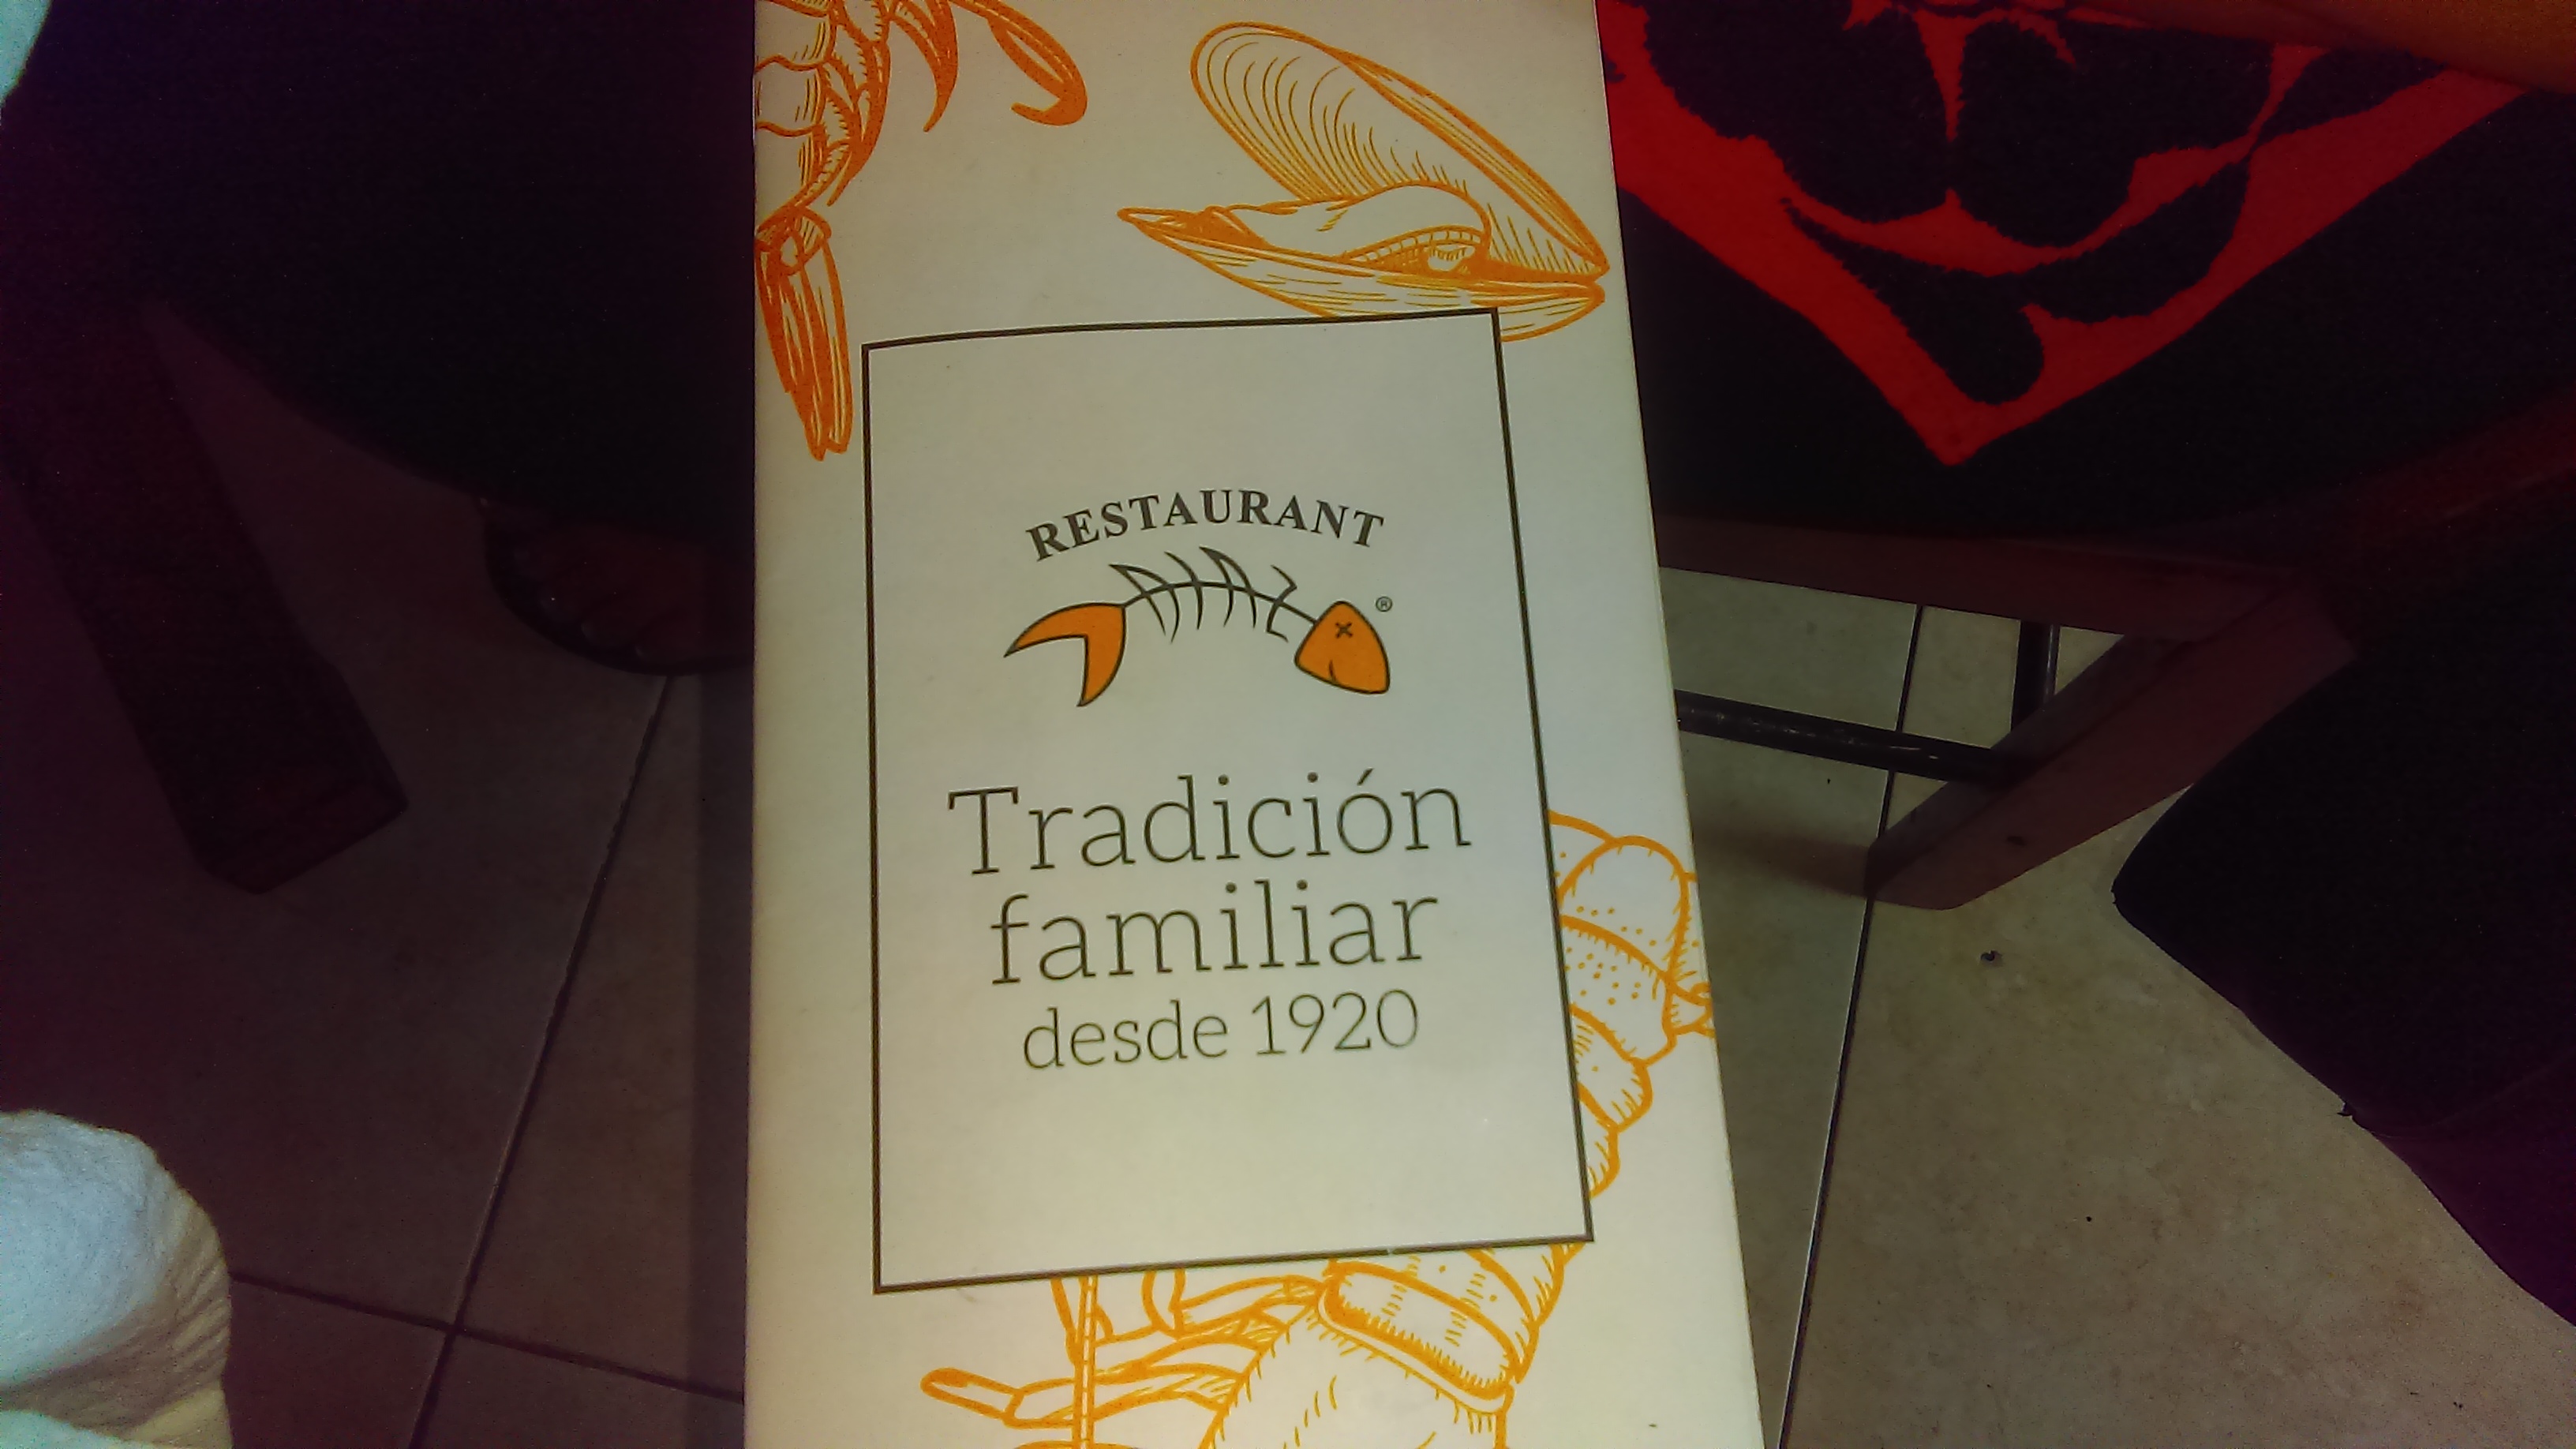 RESTAURANT
®
Tradición
familiar
desde 1920